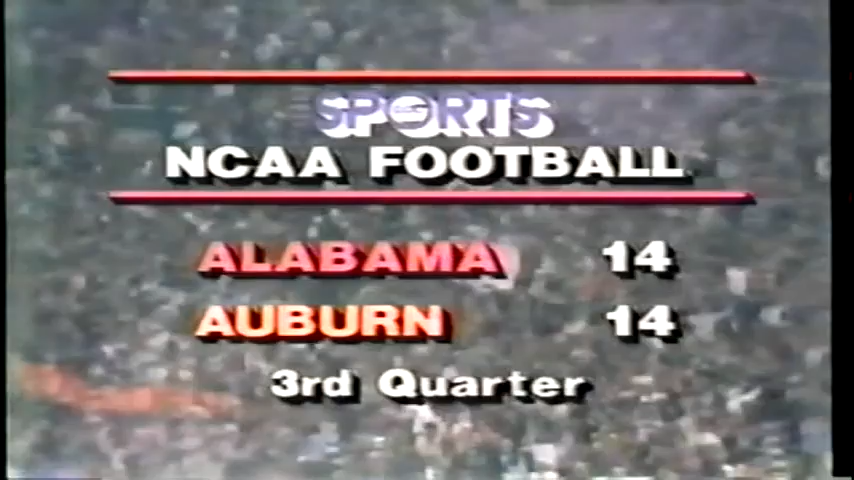 SPORTS
NCAA FOOTBALL
ALABAMA 14
AUBURN 14
3rd Quarter